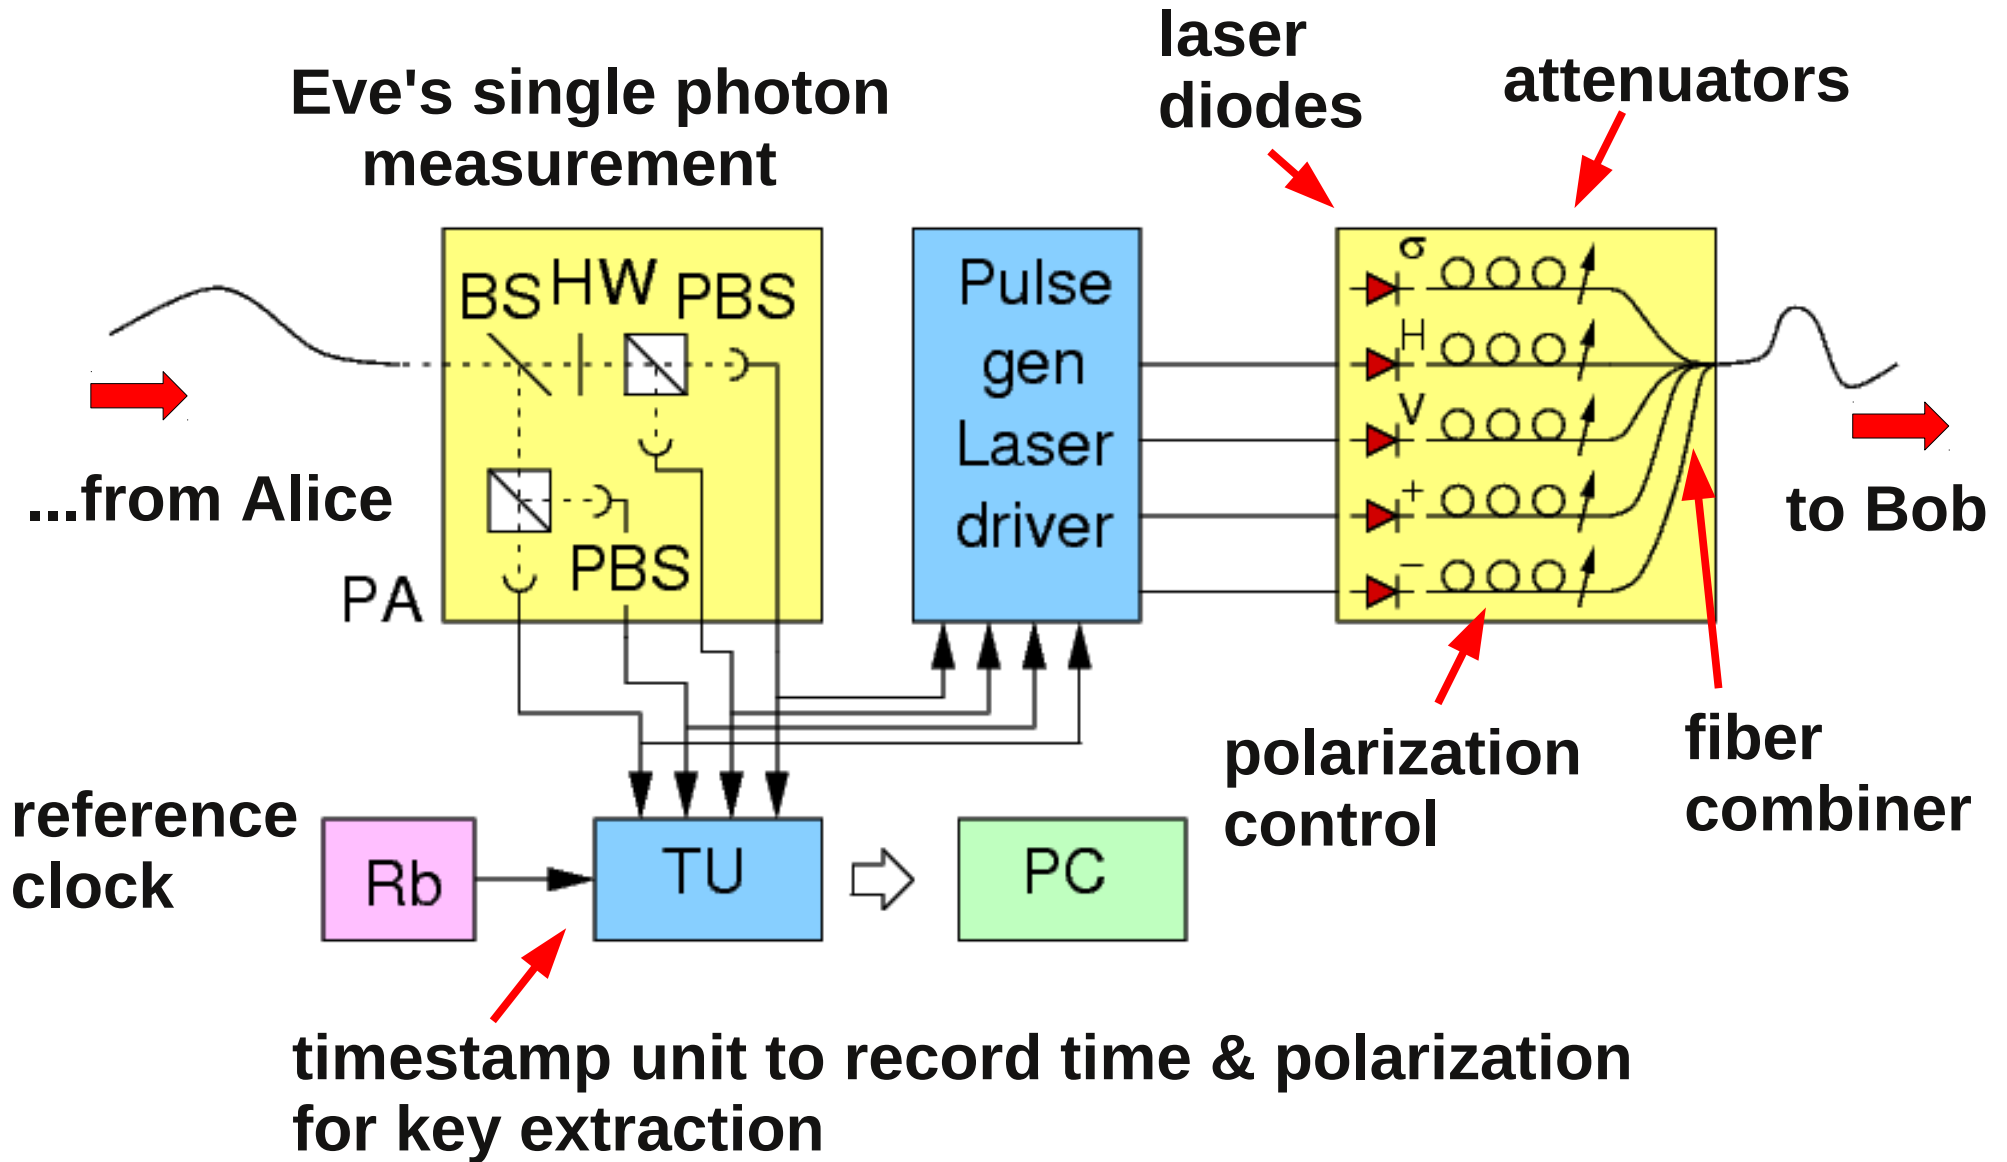 laser
diodes
attenuators
Eve's single photon
measurement
BS HW PBS
Pulse
gen
Laser
driver
σ
H
V
+
−
...from Alice
to Bob
PBS
PA
polarization
control
fiber
combiner
reference
clock
Rb
TU
PC
timestamp unit to record time & polarization
for key extraction